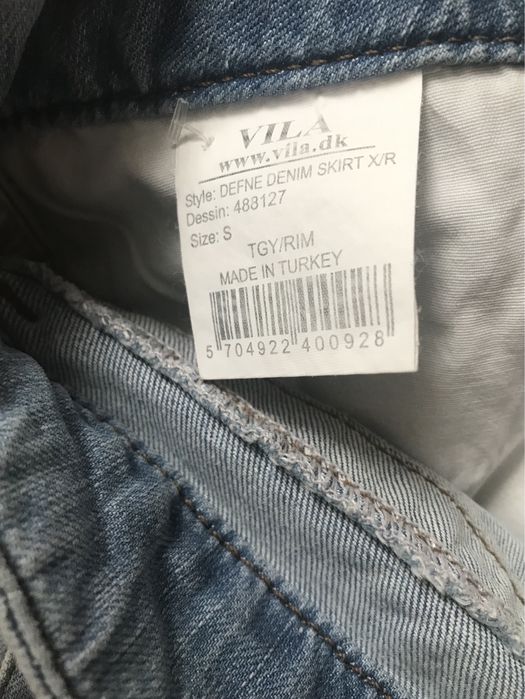 VILA
www.vila.dk
Style: DEFNE DENIM SKIRT X/R
Dessin: 488127
Size: S
TGY/RIM
MADE IN TURKEY
5 704922 400928